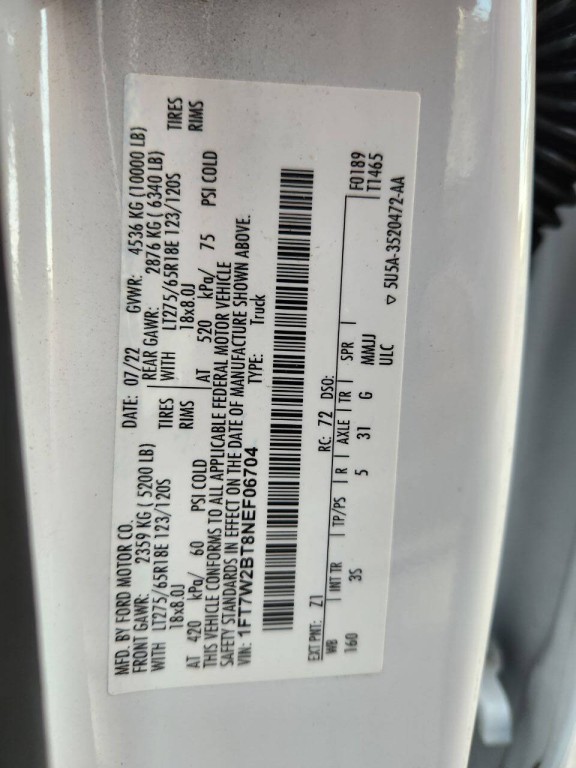 MFD. BY FORD MOTOR CO.
DATE: 07/22 GVWR: 4536 KG (10000 LB)
FRONT GAWR: 2359 KG ( 5200 LB) REAR GAWR: 2876 KG ( 6340 LB)
WITH LT275/65R18E 123/120S TIRES WITH LT275/65R18E 123/120S TIRES
18x8.0J RIMS 18x8.0J RIMS
AT 420 kPa/ 60 PSI COLD AT 520 kPa/ 75 PSI COLD
THIS VEHICLE CONFORMS TO ALL APPLICABLE FEDERAL MOTOR VEHICLE
SAFETY STANDARDS IN EFFECT ON THE DATE OF MANUFACTURE SHOWN ABOVE.
VIN: 1FT7W2BT8NEF06704 TYPE: Truck
EXT PNT: Z1 RC: 72 DSO: F0189
WB INT TR TP/PS R AXLE TR SPR T1465
160 3S 5 31 G MMJJ
ULC ▽ 5U5A-3520472-AA